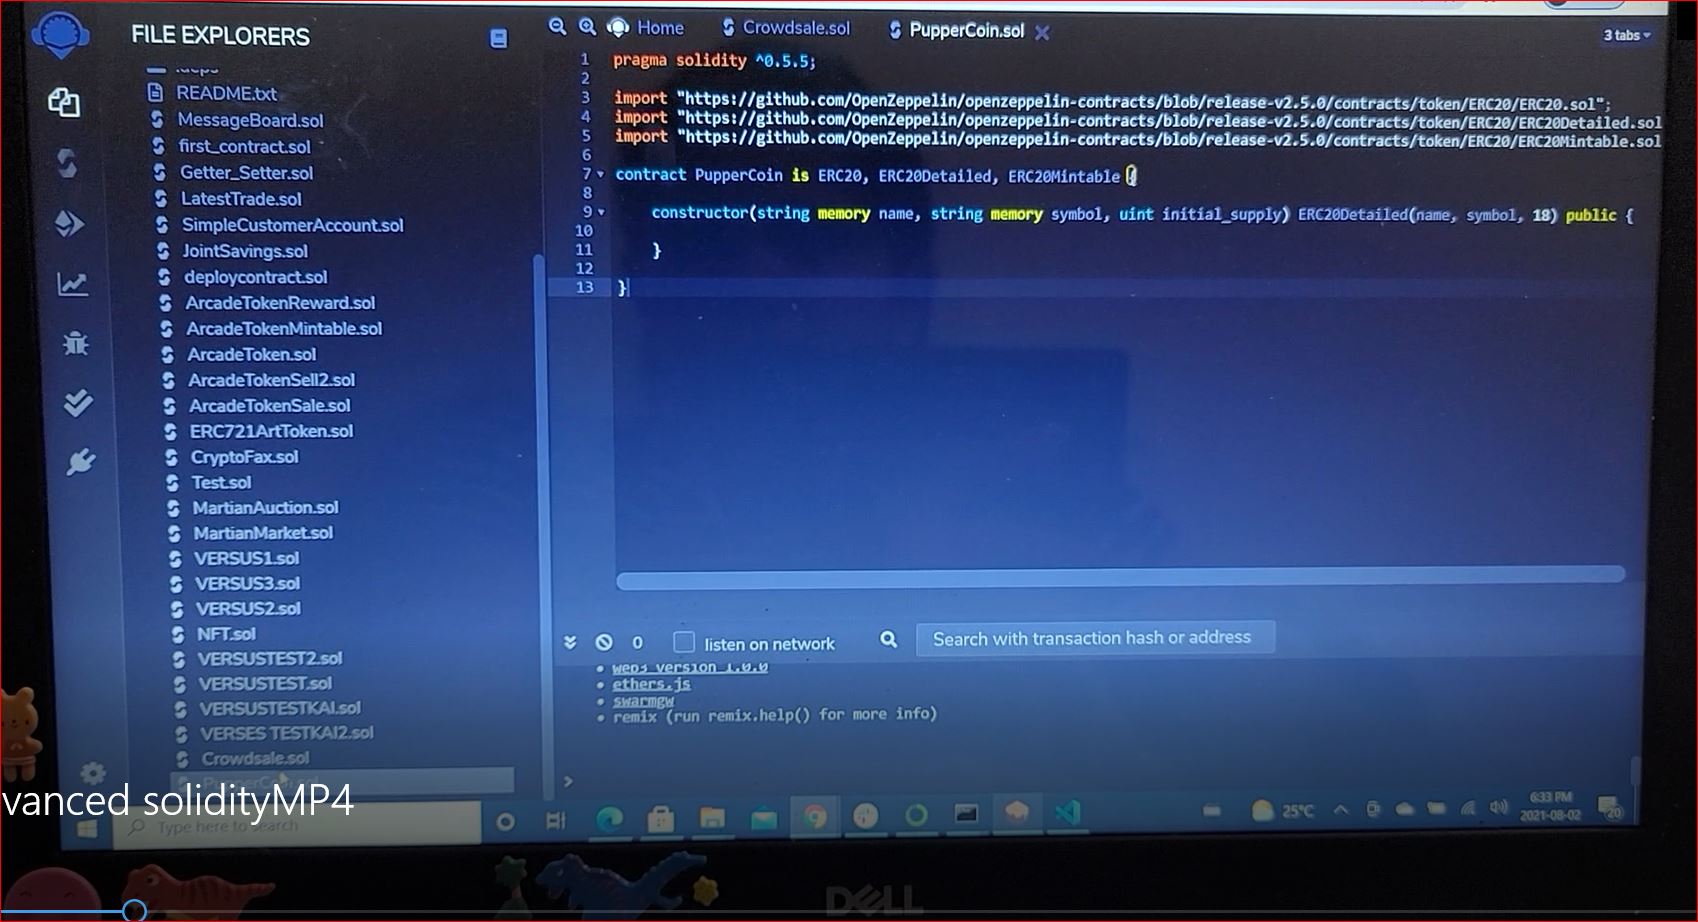 FILE EXPLORERS
README.txt
MessageBoard.sol
first_contract.sol
Getter_Setter.sol
LatestTrade.sol
SimpleCustomerAccount.sol
JointSavings.sol
deploycontract.sol
ArcadeTokenReward.sol
ArcadeTokenMintable.sol
ArcadeToken.sol
ArcadeTokenSell2.sol
ArcadeTokenSale.sol
ERC721ArtToken.sol
CryptoFax.sol
Test.sol
MartianAuction.sol
MartianMarket.sol
VERSUS1.sol
VERSUS3.sol
VERSUS2.sol
NFT.sol
VERSUSTEST2.sol
VERSUSTEST.sol
VERSUSTESTKAI.sol
VERSES TESTKAI2.sol
Crowdsale.sol
PupperCoin.sol
Home Crowdsale.sol PupperCoin.sol 3 tabs
1 pragma solidity ^0.5.5;
2
3 import "https://github.com/OpenZeppelin/openzeppelin-contracts/blob/release-v2.5.0/contracts/token/ERC20/ERC20.sol";
4 import "https://github.com/OpenZeppelin/openzeppelin-contracts/blob/release-v2.5.0/contracts/token/ERC20/ERC20Detailed.sol
5 import "https://github.com/OpenZeppelin/openzeppelin-contracts/blob/release-v2.5.0/contracts/token/ERC20/ERC20Mintable.sol
6
7 contract PupperCoin is ERC20, ERC20Detailed, ERC20Mintable {
8
9 constructor(string memory name, string memory symbol, uint initial_supply) ERC20Detailed(name, symbol, 18) public {
10
11 }
12
13 }
0 listen on network Search with transaction hash or address
web3 version 1.0.0
ethers.js
swarmgw
remix (run remix.help() for more info)
>
vanced solidityMP4
Type here to search
25°C
6:33 PM
2021-08-02
20
DELL